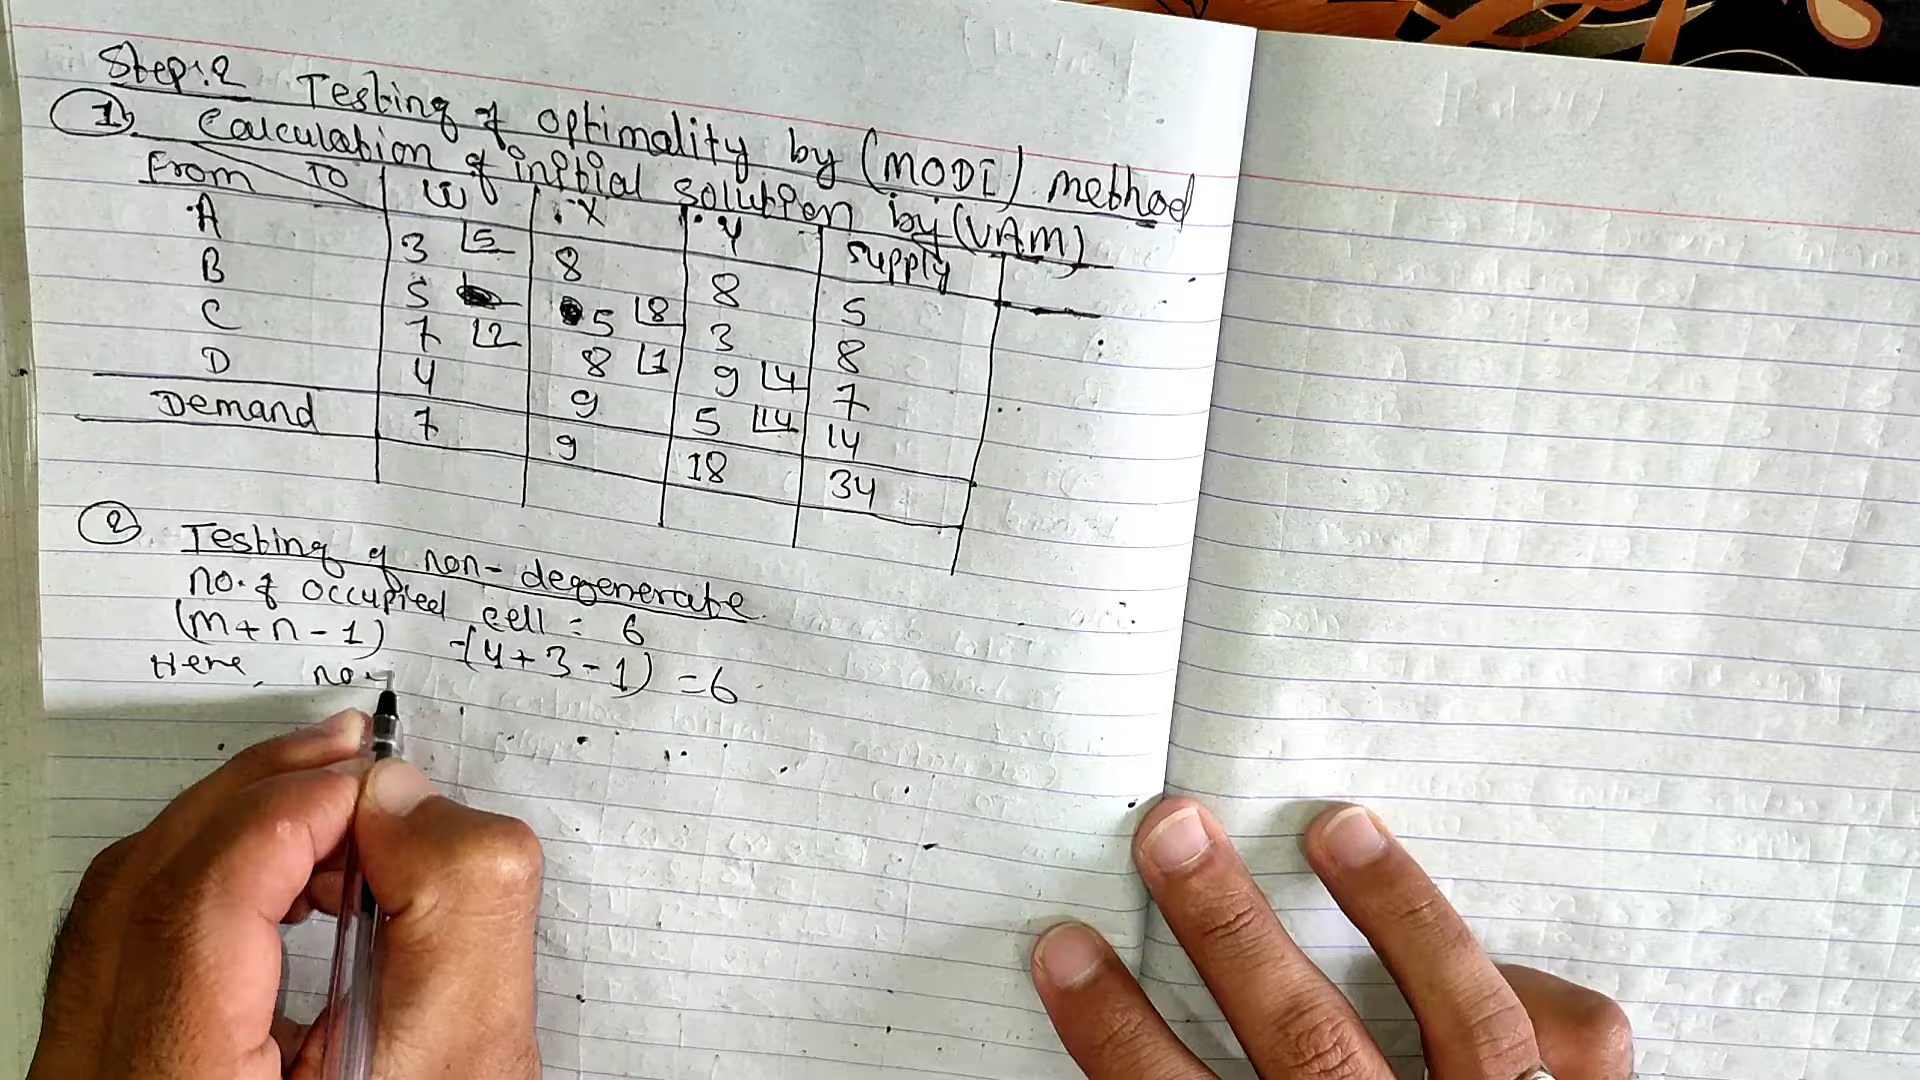 Step:2 Testing of optimality by (MODI) method
1) Calculation of initial solution by (VAM)
From TO W X Y Supply
A 3 5 8 8 5
B 5 5 8 3 8
C 7 2 8 1 9 4 7
D 4 9 5 14 14
Demand 7 9 18 34
2 Testing of non-degenerate
no. of occupied cell = 6
(m+n-1) -(4+3-1) =6
Here, no.